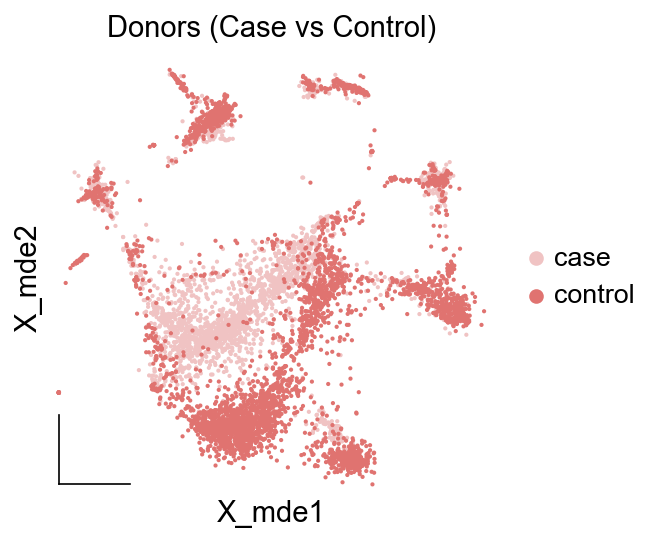 Donors (Case vs Control)
X_mde2
case
control
X_mde1